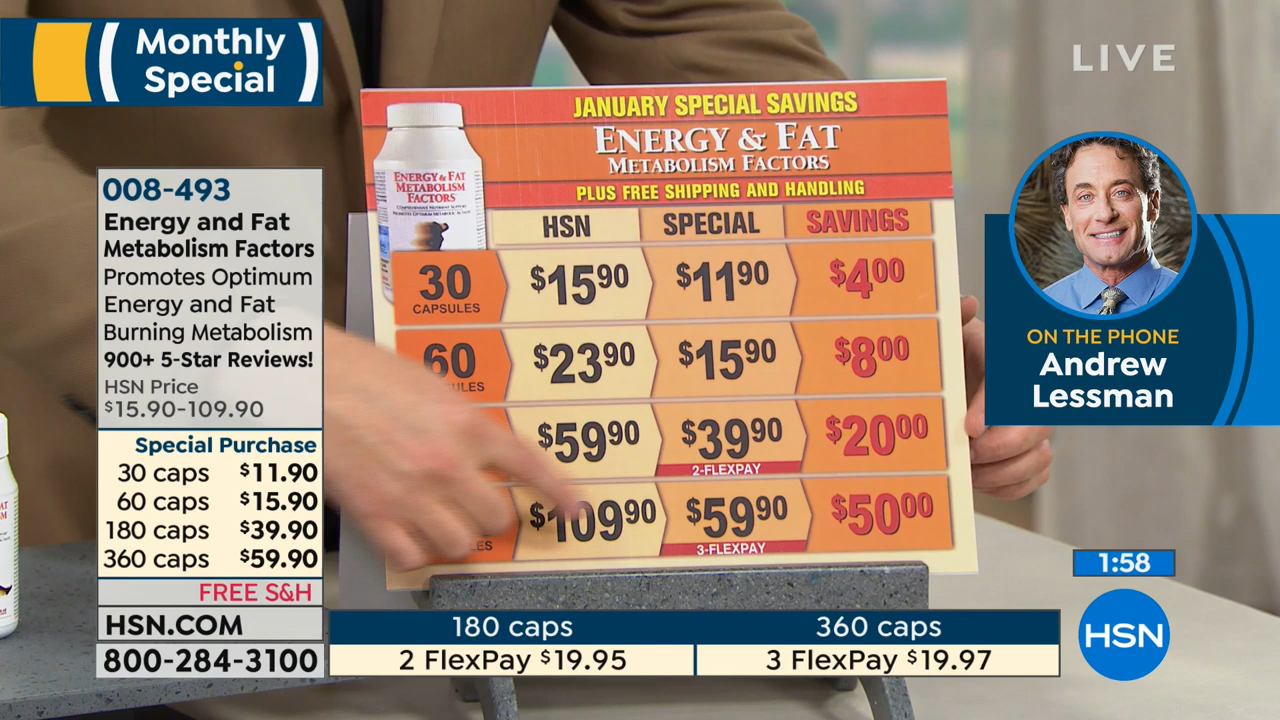 Monthly
Special
LIVE
008-493
Energy and Fat
Metabolism Factors
Promotes Optimum
Energy and Fat
Burning Metabolism
900+ 5-Star Reviews!
HSN Price
$15.90-109.90
Special Purchase
30 caps $11.90
60 caps $15.90
180 caps $39.90
360 caps $59.90
FREE S&H
HSN.COM
800-284-3100
JANUARY SPECIAL SAVINGS
ENERGY & FAT
METABOLISM FACTORS
PLUS FREE SHIPPING AND HANDLING
ENERGY & FAT
METABOLISM
FACTORS
HSN SPECIAL SAVINGS
30 CAPSULES $15.90 $11.90 $4.00
60 $23.90 $15.90 $8.00
$59.90 $39.90 $20.00
2-FLEXPAY
$109.90 $59.90 $50.00
3-FLEXPAY
ON THE PHONE
Andrew
Lessman
1:58
HSN
180 caps 360 caps
2 FlexPay $19.95 3 FlexPay $19.97